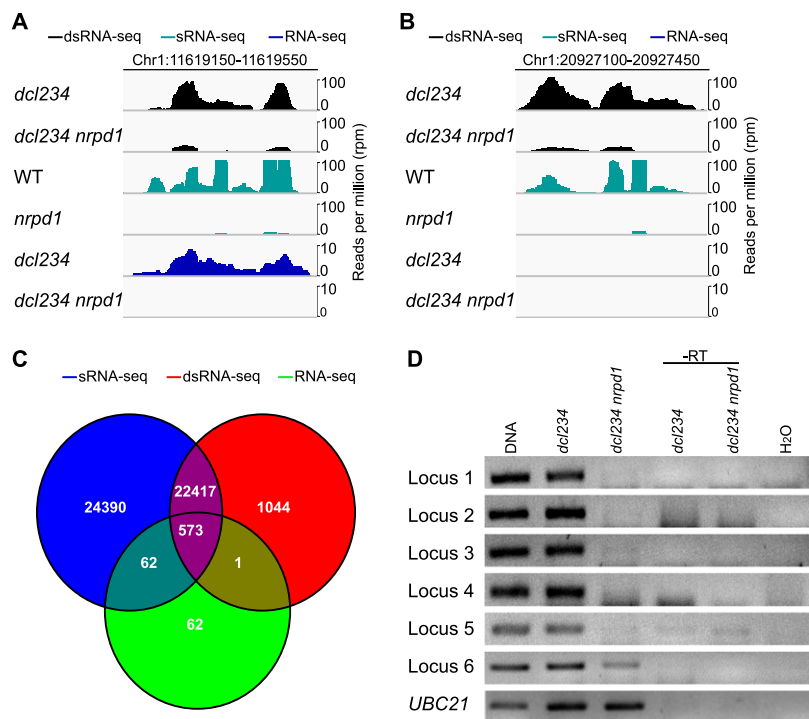 A
dsRNA-seq sRNA-seq RNA-seq
Chr1:11619150-11619550
dcl234 100 0
dcl234 nrpd1 100 0
WT 100 0
nrpd1 100 0
dcl234 10 0
dcl234 nrpd1 10 0
Reads per million (rpm)
B
dsRNA-seq sRNA-seq RNA-seq
Chr1:20927100-20927450
dcl234 100 0
dcl234 nrpd1 100 0
WT 100 0
nrpd1 100 0
dcl234 10 0
dcl234 nrpd1 10 0
Reads per million (rpm)
C
sRNA-seq dsRNA-seq RNA-seq
24390 22417 1044
573
62 1
62
D
-RT
DNA dcl234 dcl234 nrpd1 dcl234 dcl234 nrpd1 H2O
Locus 1
Locus 2
Locus 3
Locus 4
Locus 5
Locus 6
UBC21